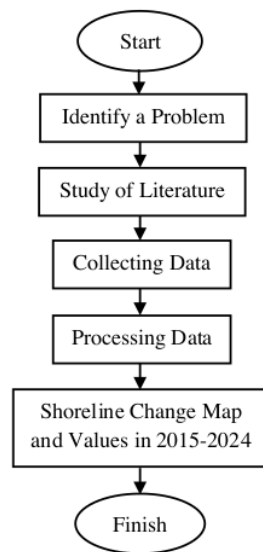 Start
Identify a Problem
Study of Literature
Collecting Data
Processing Data
Shoreline Change Map
and Values in 2015-2024
Finish